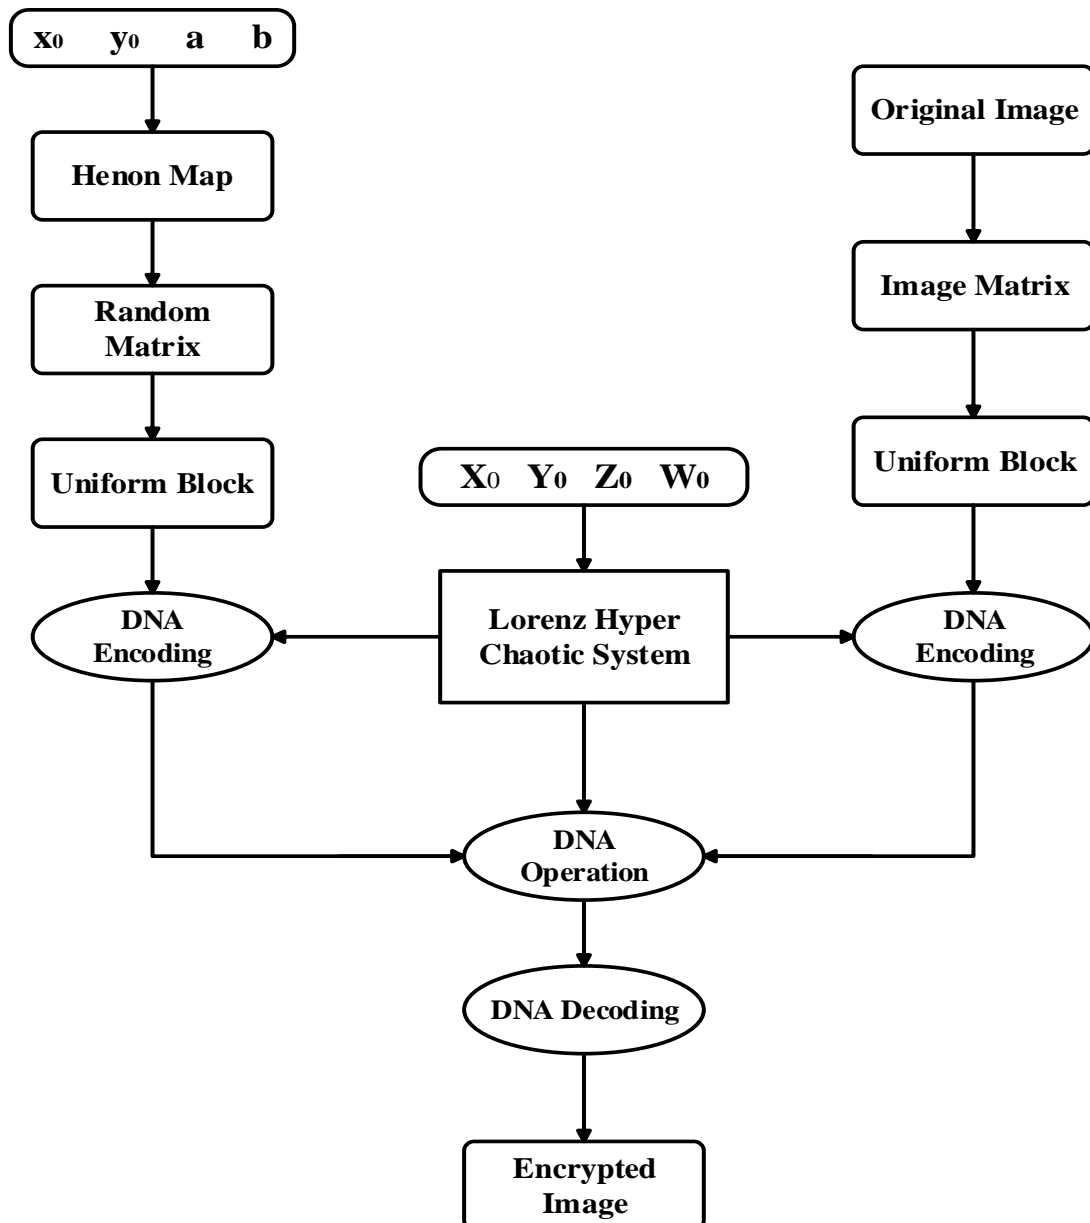 x₀ y₀ a b
Henon Map
Random
Matrix
Uniform Block
DNA
Encoding
X₀ Y₀ Z₀ W₀
Lorenz Hyper
Chaotic System
Original Image
Image Matrix
Uniform Block
DNA
Encoding
DNA
Operation
DNA Decoding
Encrypted
Image